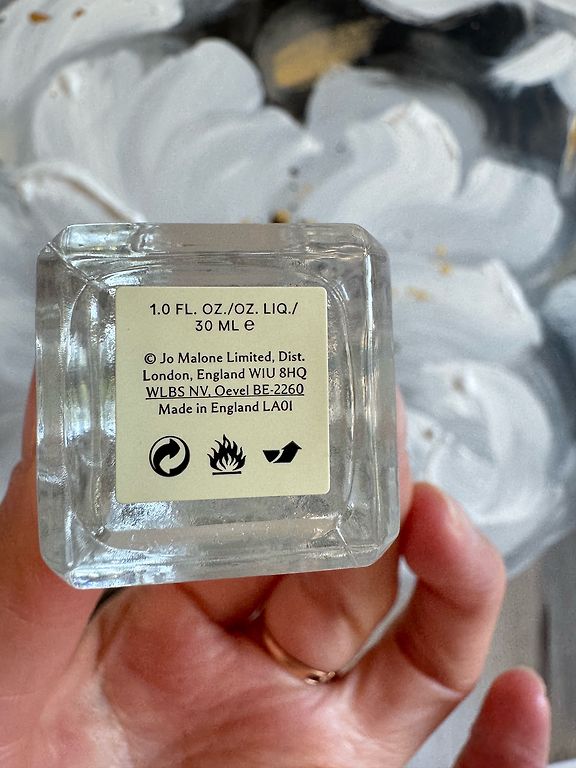 1.0 FL. OZ./OZ. LIQ./
30 ML ℮
© Jo Malone Limited, Dist.
London, England W1U 8HQ
WLBS NV, Oevel BE-2260
Made in England LA01